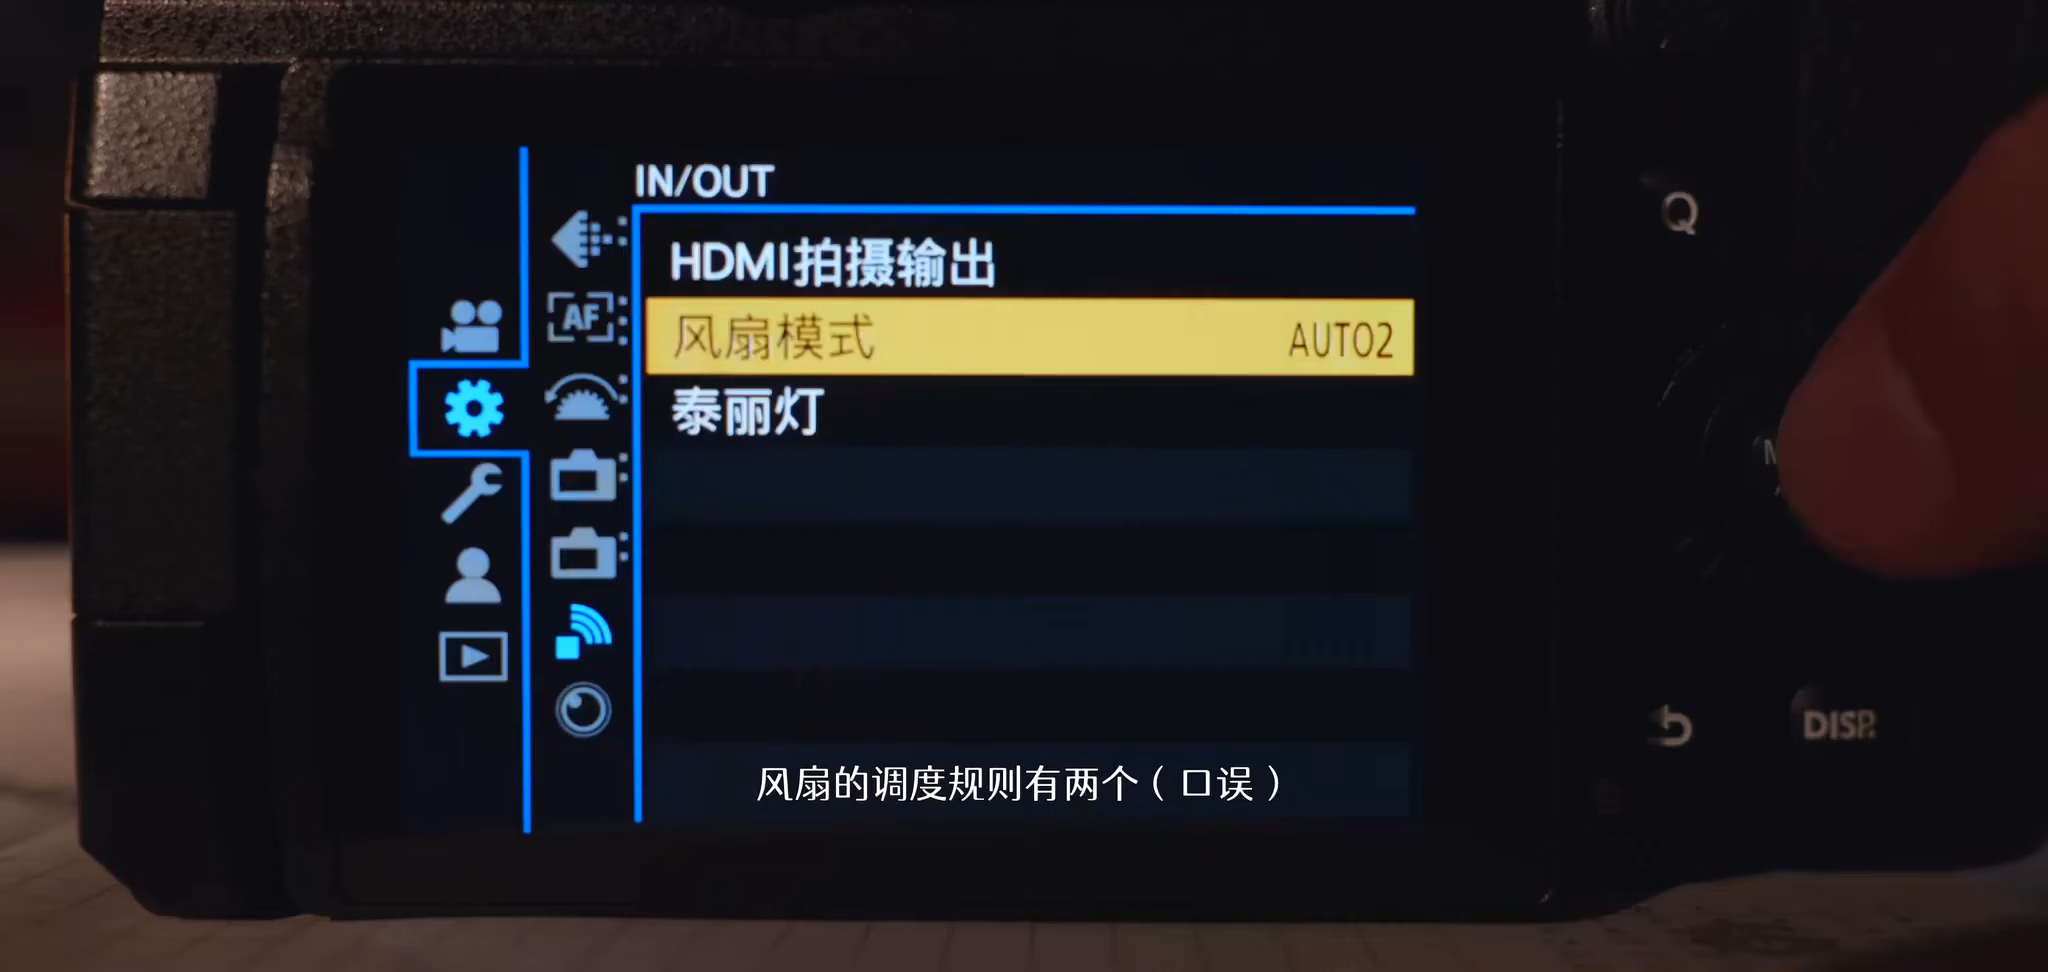 IN/OUT
HDMI拍摄输出
AF
风扇模式 AUTO2
泰丽灯
Q
DISP.
风扇的调度规则有两个（口误）